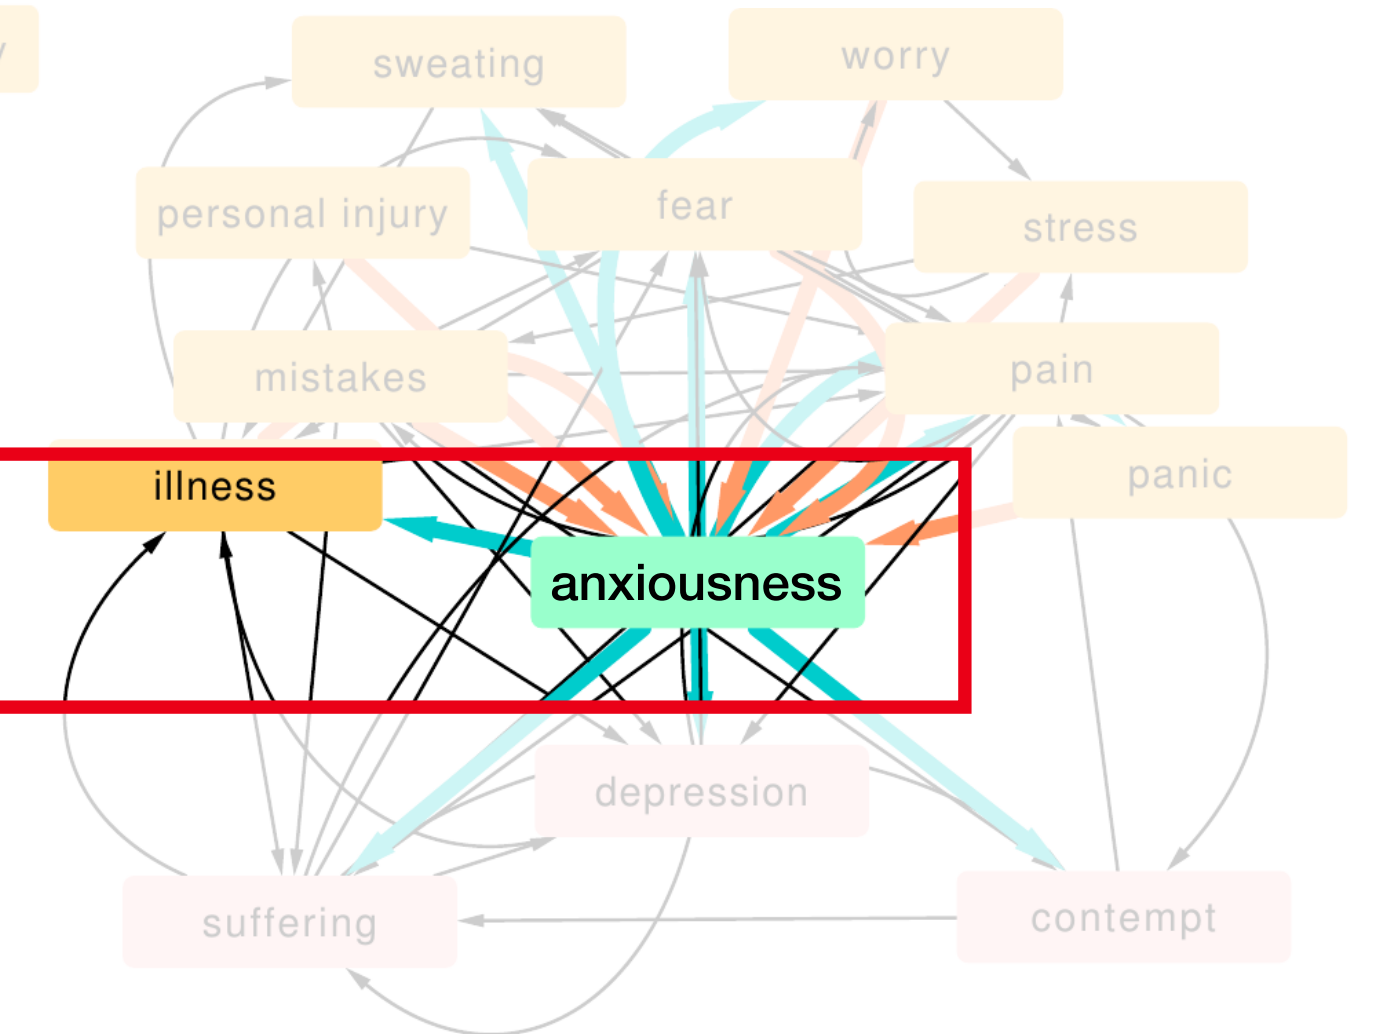 sweating
worry
personal injury
fear
stress
mistakes
pain
illness
panic
anxiousness
depression
suffering
contempt